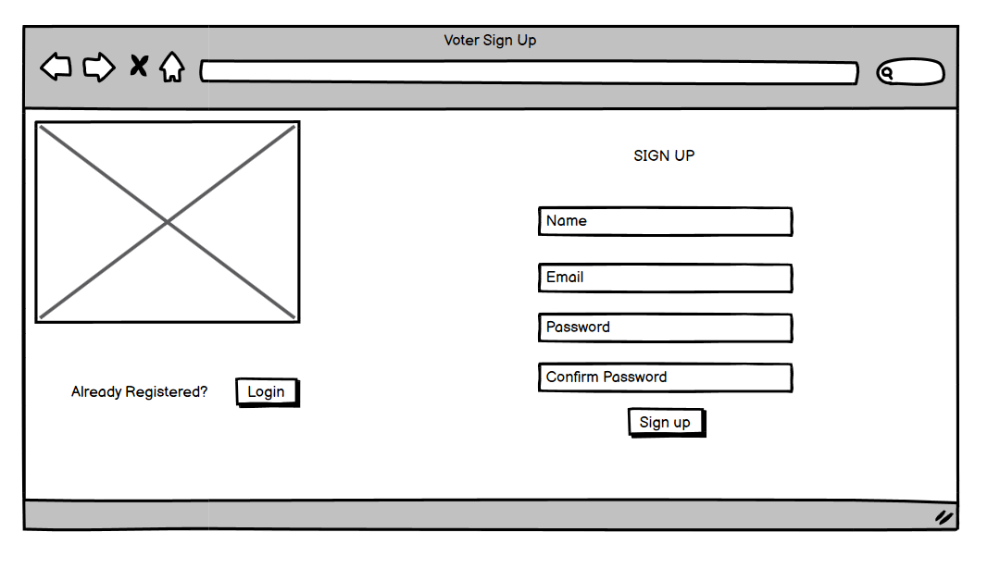 Voter Sign Up
SIGN UP
Name
Email
Password
Confirm Password
Sign up
Already Registered?
Login